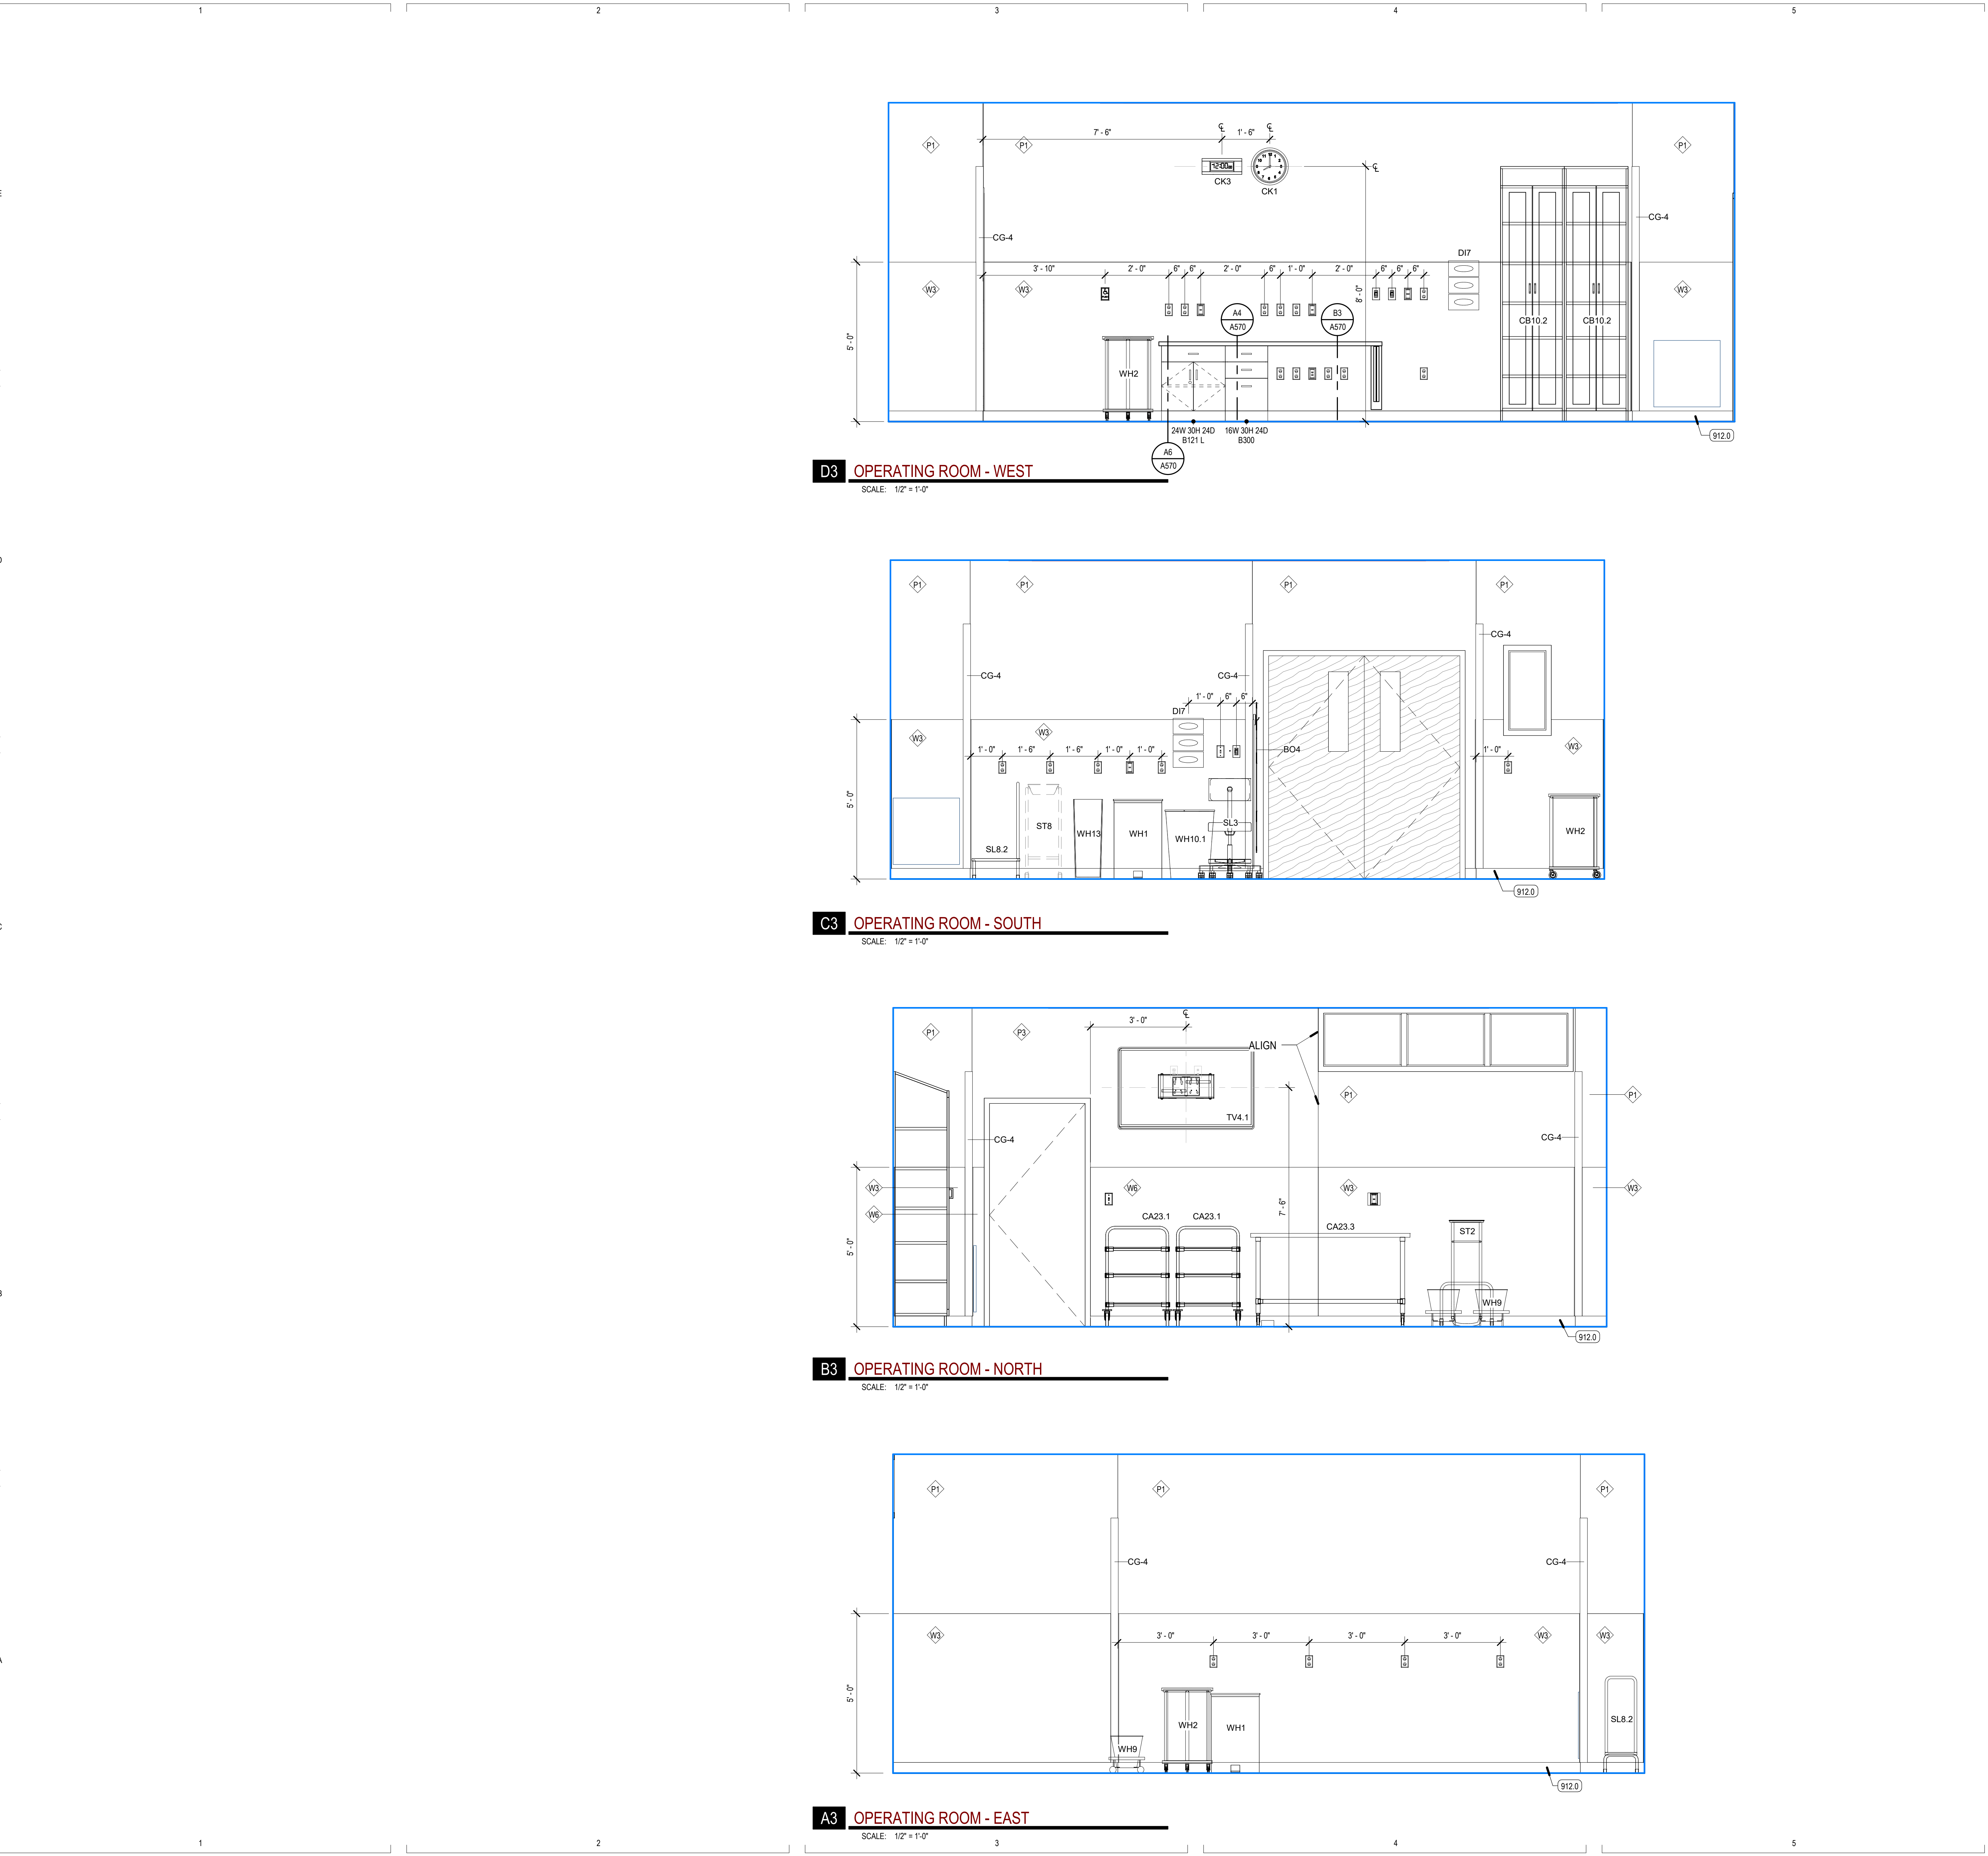 1 2 3 4 5
E
7' - 6" 1' - 6"
P1 P1 P1
12:00
CK3
CK1
CG-4
CG-4
DI7
3' - 10" 2' - 0" 6" 6" 2' - 0" 6" 1' - 0" 2' - 0" 6" 6" 6"
W3 W3 W3
8' - 0"
A4
A570
B3
A570
CB10.2 CB10.2
5' - 0"
WH2
24W 30H 24D
B121 L
16W 30H 24D
B300
912.0
A6
A570
D3 OPERATING ROOM - WEST
SCALE: 1/2" = 1'-0"
D
P1 P1 P1 P1
CG-4
CG-4 CG-4
1' - 0" 6" 6"
DI7
W3 W3 W3
BO4
1' - 0" 1' - 6" 1' - 6" 1' - 0" 1' - 0" 1' - 0"
5' - 0"
ST8
SL3
WH13 WH1 WH10.1
WH2
SL8.2
912.0
C3 OPERATING ROOM - SOUTH
SCALE: 1/2" = 1'-0"
C
3' - 0"
P1 P3
ALIGN
P1 P1
TV4.1
CG-4 CG-4
W3 W6 W3 W3
W6
7' - 6"
CA23.1 CA23.1 CA23.3 ST2
5' - 0"
WH9
912.0
B
B3 OPERATING ROOM - NORTH
SCALE: 1/2" = 1'-0"
P1 P1 P1
CG-4 CG-4
W3 W3 W3
3' - 0" 3' - 0" 3' - 0" 3' - 0"
A
5' - 0"
SL8.2
WH2 WH1
WH9
912.0
A3 OPERATING ROOM - EAST
SCALE: 1/2" = 1'-0"
1 2 3 4 5